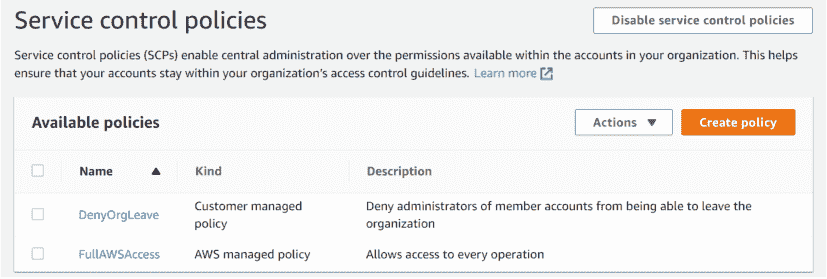 Service control policies
Disable service control policies
Service control policies (SCPs) enable central administration over the permissions available within the accounts in your organization. This helps
ensure that your accounts stay within your organization's access control guidelines. Learn more
Available policies
Actions
Create policy
Name Kind Description
DenyOrgLeave Customer managed policy Deny administrators of member accounts from being able to leave the organization
FullAWSAccess AWS managed policy Allows access to every operation